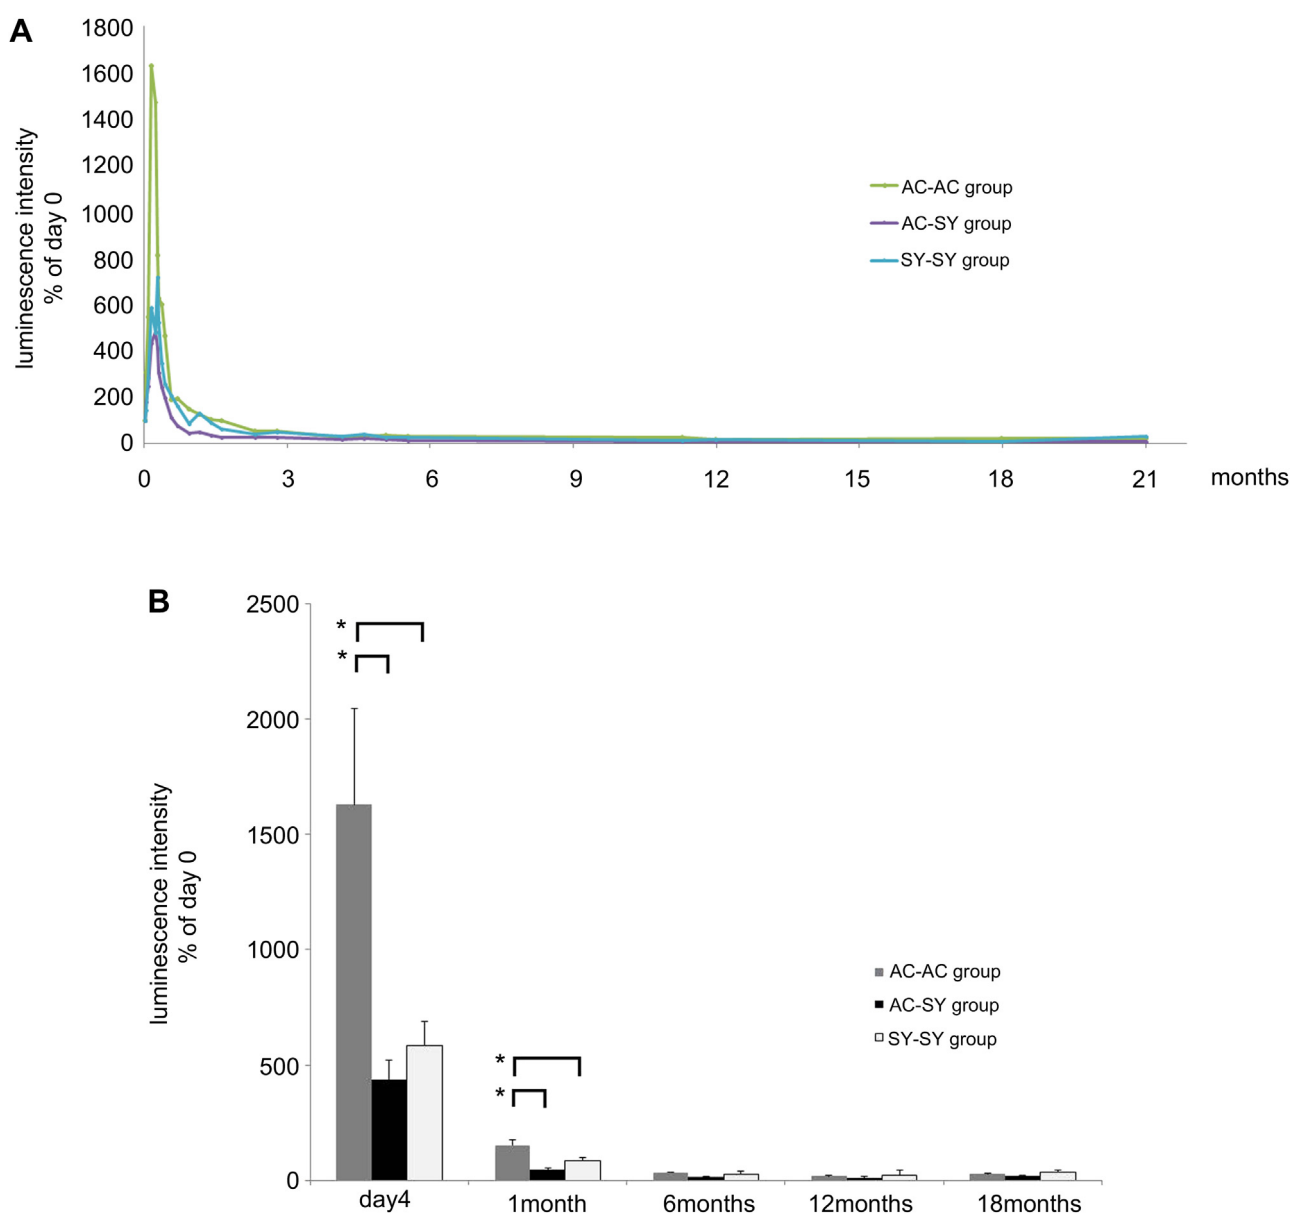 A
1800
1600
1400
1200
1000
800
600
400
200
0
luminescence intensity
% of day 0
AC-AC group
AC-SY group
SY-SY group
0 3 6 9 12 15 18 21 months
B
2500
2000
1500
1000
500
0
luminescence intensity
% of day 0
*
*
*
*
AC-AC group
AC-SY group
SY-SY group
day4 1month 6months 12months 18months